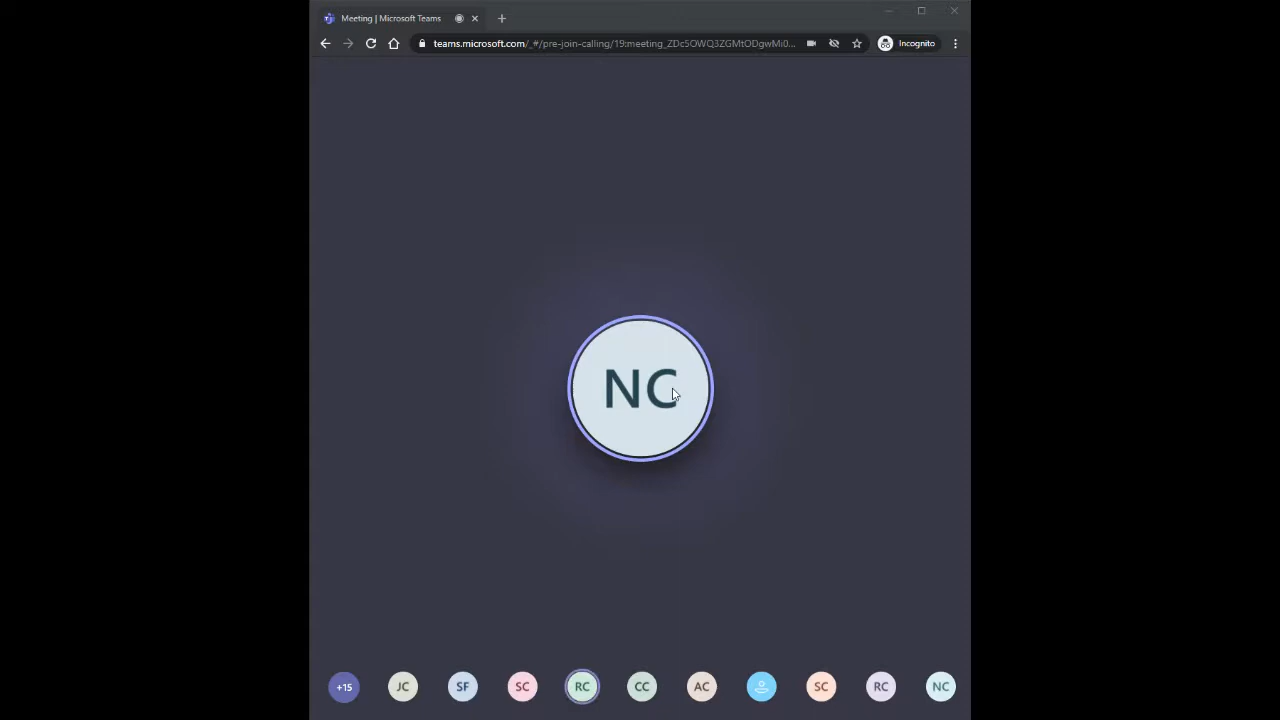 Meeting | Microsoft Teams
teams.microsoft.com/_#/pre-join-calling/19:meeting_ZDc5OWQ3ZGMtODgwMi0...
Incognito
NC
+15
JC
SF
SC
RC
CC
AC
SC
RC
NC